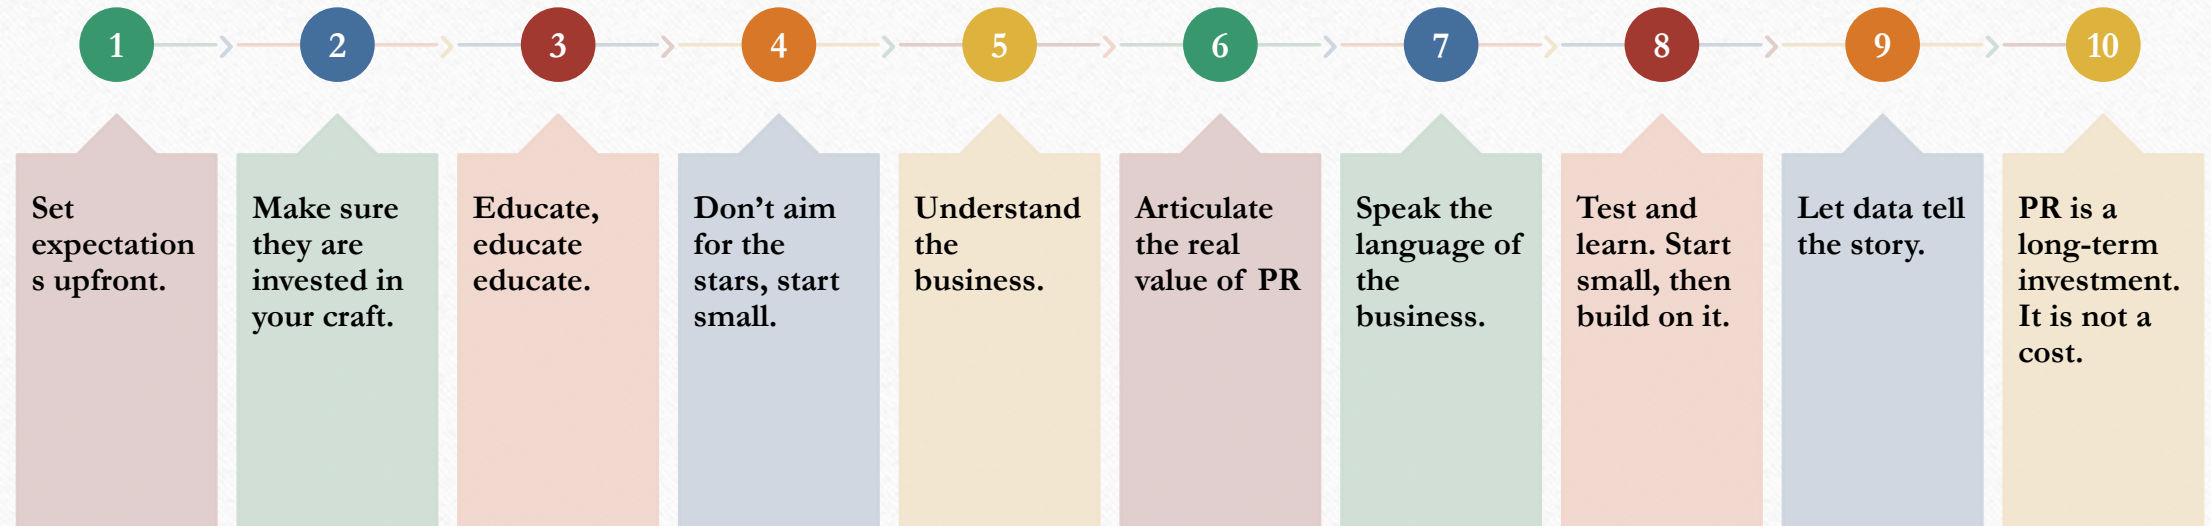 1
2
3
4
5
6
7
8
9
10
Set
expectation
s upfront.
Make sure
they are
invested in
your craft.
Educate,
educate
educate.
Don’t aim
for the
stars, start
small.
Understand
the
business.
Articulate
the real
value of PR
Speak the
language of
the
business.
Test and
learn. Start
small, then
build on it.
Let data tell
the story.
PR is a
long-term
investment.
It is not a
cost.